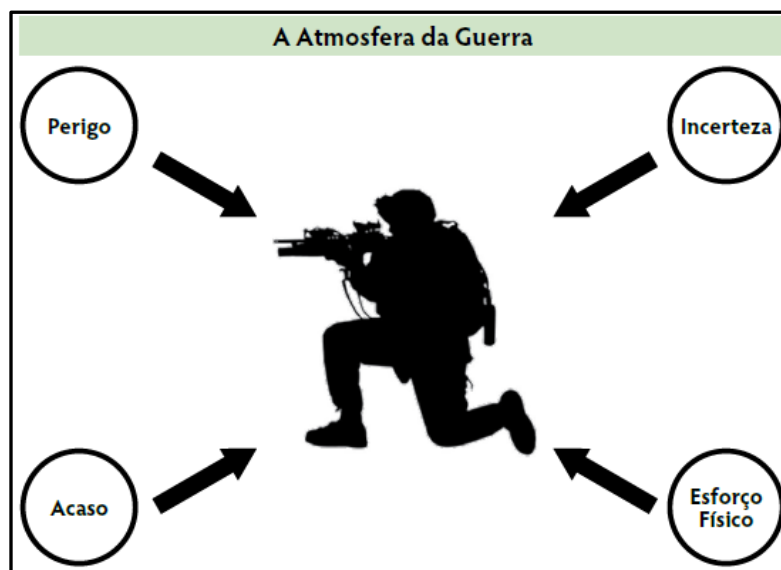 A Atmosfera da Guerra
Perigo
Incerteza
Acaso
Esforço
Físico